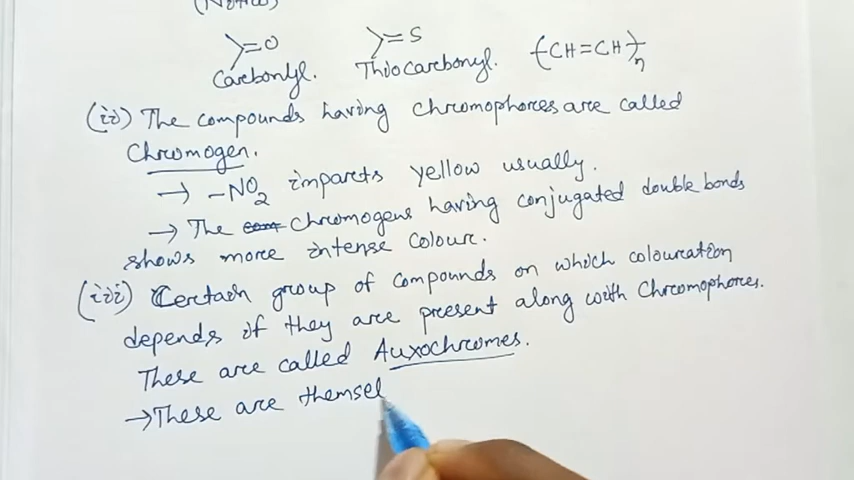 >=O >=S (CH=CH)n
Carbonyl. Thiocarbonyl.
(ii) The compounds having chromophores are called
Chromogen.
→ -NO2 imparts yellow usually.
→ The chromogens having conjugated double bonds
shows more intense colour.
(iii) Certain group of compounds on which colouration
depends if they are present along with Chromophores.
These are called Auxochromes.
→ These are themsel